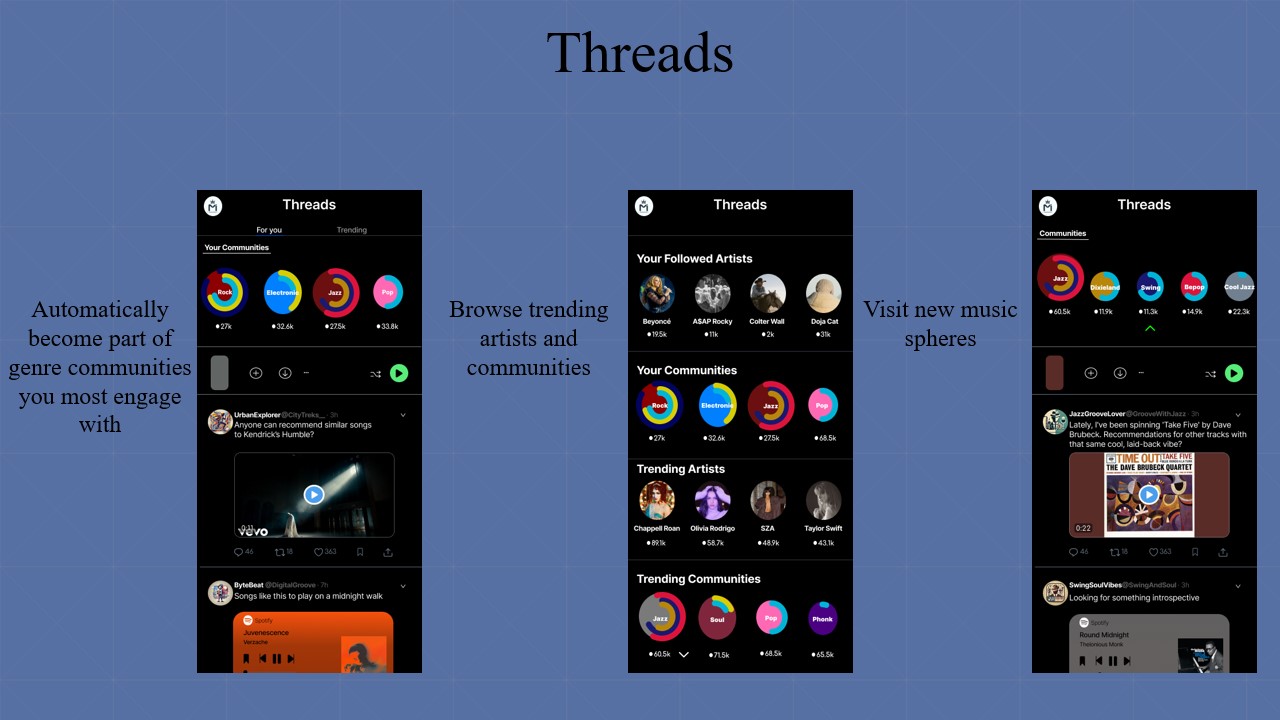 Threads
Automatically
become part of
genre communities
you most engage
with
Threads
For you
Trending
Your Communities
Rock
Electronic
Jazz
Pop
27k
32.6k
27.5k
33.8k
UrbanExplorer@CityTreks_ · 3h
Anyone can recommend similar songs
to Kendrick's Humble?
0:11
vevo
46
18
363
ByteBeat @DigitalGroove · 7h
Songs like this to play on a midnight walk
Spotify
Juvenescence
Vertaché
Browse trending
artists and
communities
Threads
Your Followed Artists
Beyoncé
A$AP Rocky
Colter Wall
Doja Cat
19.5k
11k
2k
31k
Your Communities
Rock
Electronic
Jazz
Pop
27k
32.6k
27.5k
68.5k
Trending Artists
Chappell Roan
Olivia Rodrigo
SZA
Taylor Swift
89.1k
58.7k
48.9k
43.1k
Trending Communities
Jazz
Soul
Pop
Phonk
60.5k
71.5k
68.5k
65.5k
Visit new music
spheres
Threads
Communities
Jazz
Dixieland
Swing
Bepop
Cool Jazz
60.5k
11.9k
11.3k
14.9k
22.3k
JazzGrooveLover@GrooveWithJazz · 3h
Lately, I've been spinning 'Take Five' by Dave
Brubeck. Recommendations for other tracks with
that same cool, laid-back vibe?
TIME OUT TAKE FIVE
THE DAVE BRUBECK QUARTET
0:22
46
18
363
SwingSoulVibes@SwingAndSoul · 3h
Looking for something introspective
Spotify
Round Midnight
Thelonious Monk